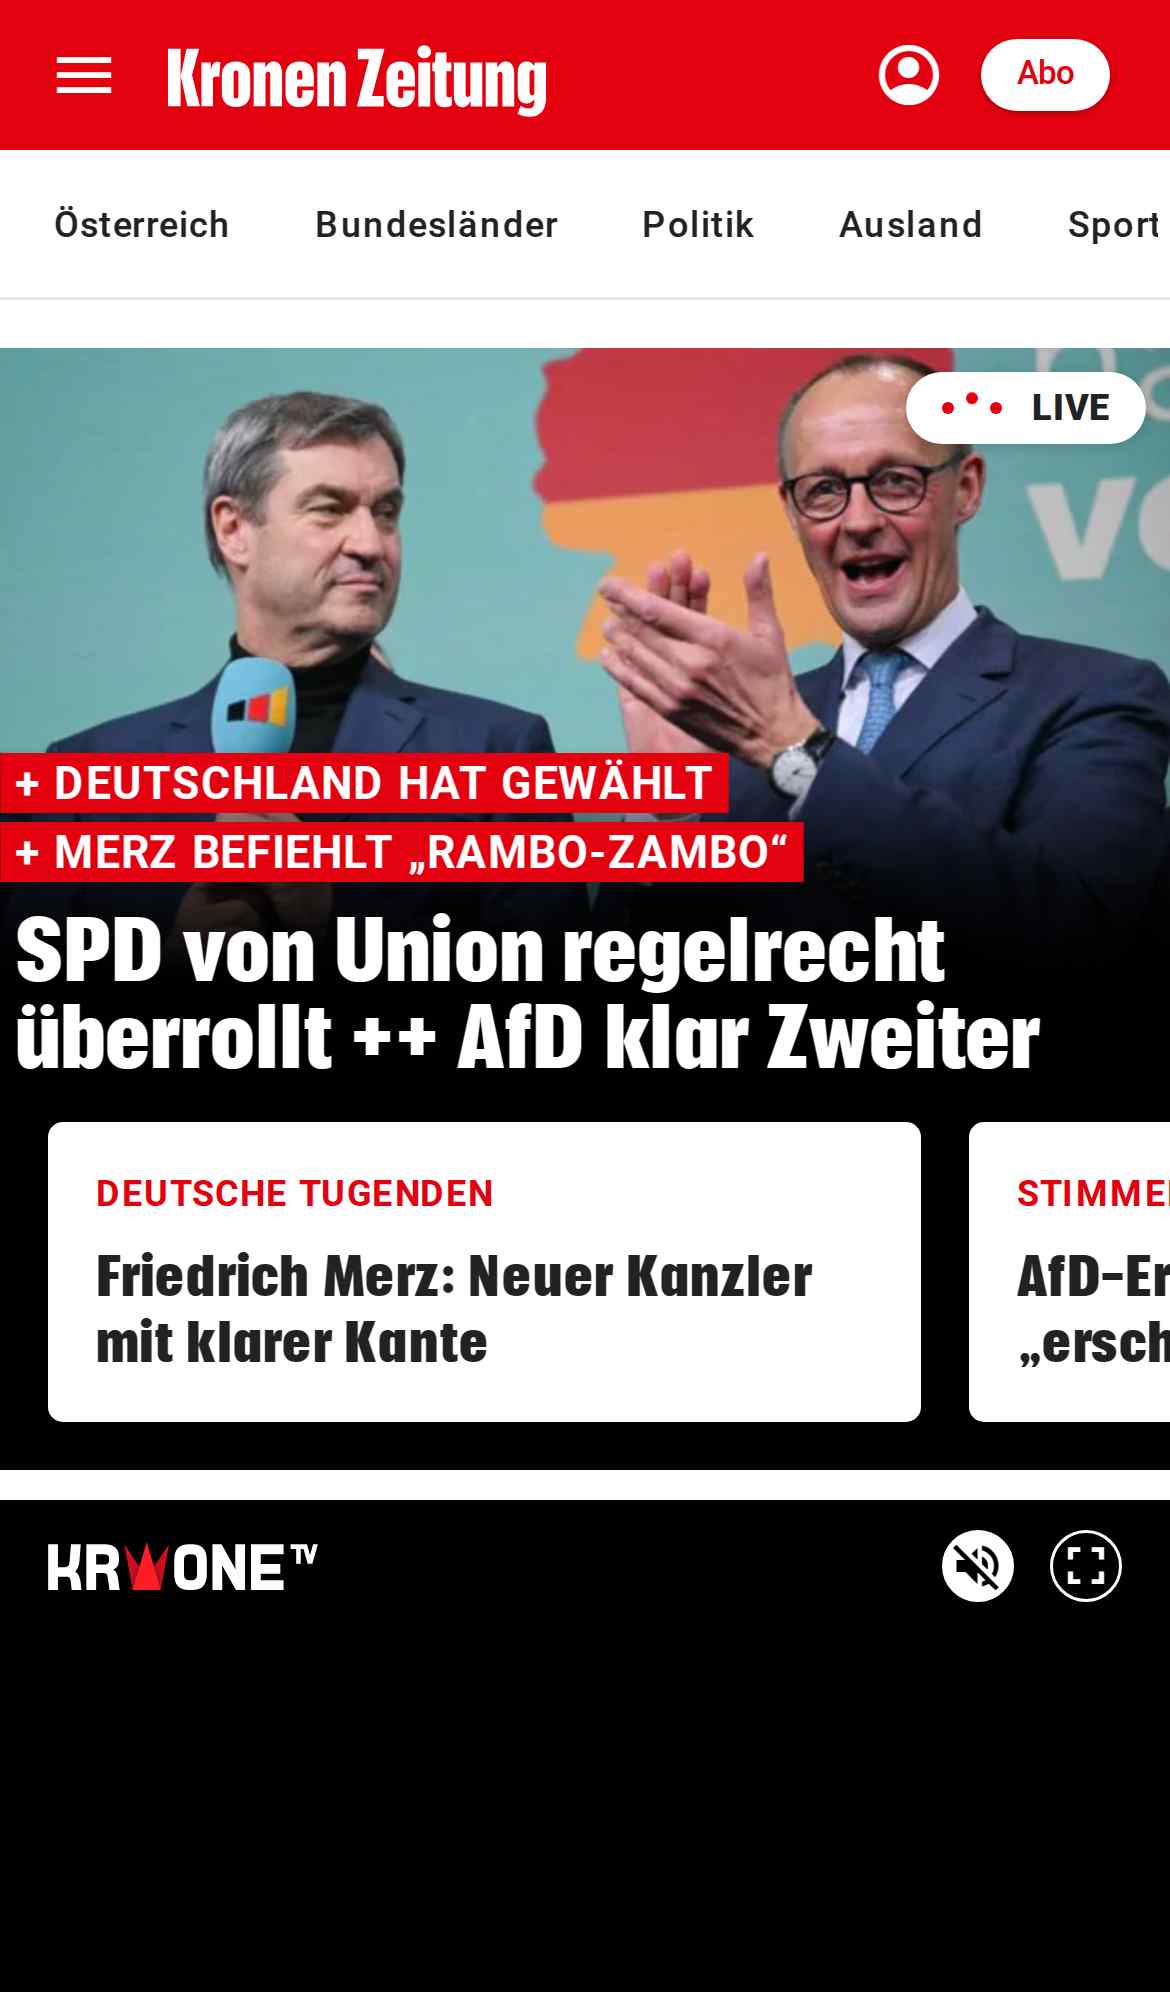 Kronen Zeitung
Abo
Österreich Bundesländer Politik Ausland Sport
LIVE
+ DEUTSCHLAND HAT GEWÄHLT
+ MERZ BEFIEHLT „RAMBO-ZAMBO“
SPD von Union regelrecht
überrollt ++ AfD klar Zweiter
DEUTSCHE TUGENDEN
Friedrich Merz: Neuer Kanzler
mit klarer Kante
KRONE TV